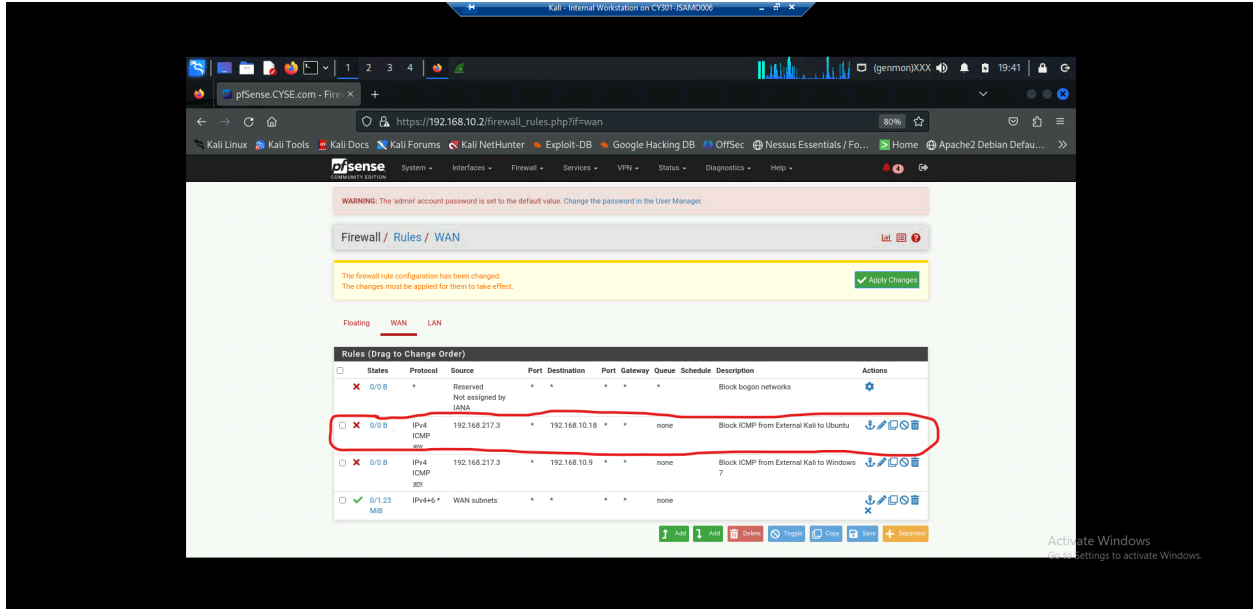 Kali - Internal Workstation on CY301-JSAMO006
1 2 3 4 (genmon)XXX 19:41
pfSense.CYSE.com - Fire
https://192.168.10.2/firewall_rules.php?if=wan 80%
Kali Linux Kali Tools Kali Docs Kali Forums Kali NetHunter Exploit-DB Google Hacking DB OffSec Nessus Essentials / Fo... Home Apache2 Debian Defau...
pfsense System Interfaces Firewall Services VPN Status Diagnostics Help 4
COMMUNITY EDITION
WARNING: The 'admin' account password is set to the default value. Change the password in the User Manager.
Firewall / Rules / WAN
The firewall rule configuration has been changed.
The changes must be applied for them to take effect.
Apply Changes
Floating WAN LAN
Rules (Drag to Change Order)
States Protocol Source Port Destination Port Gateway Queue Schedule Description Actions
0/0 B * Reserved * * * * * Block bogon networks
Not assigned by
IANA
0/0 B IPv4 192.168.217.3 * 192.168.10.18 * * none Block ICMP from External Kali to Ubuntu
ICMP
any
0/0 B IPv4 192.168.217.3 * 192.168.10.9 * * none Block ICMP from External Kali to Windows
ICMP 7
any
0/1.23 IPv4+6 * WAN subnets * * * * none
MiB
Add Add Delete Toggle Copy Save Separator
Activate Windows
Go to Settings to activate Windows.